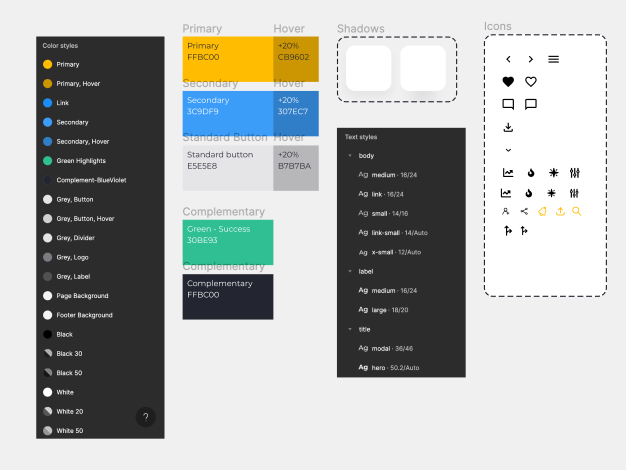 Color styles
Primary
Primary, Hover
Link
Secondary
Secondary, Hover
Green Highlights
Complement-BlueViolet
Grey, Button
Grey, Button, Hover
Grey, Divider
Grey, Logo
Grey, Label
Page Background
Footer Background
Black
Black 30
Black 50
White
White 20
White 50
?
Primary Hover
Primary +20%
FFBC00 CB9602
Secondary Hover
Secondary +20%
3C9DF9 307EC7
Standard Button Hover
Standard button +20%
E5E5E8 B7B7BA
Complementary
Green - Success
30BE93
Complementary
Complementary
FFBC00
Shadows
Text styles
body
Ag medium · 16/24
Ag link · 16/24
Ag small · 14/16
Ag link-small · 14/Auto
Ag x-small · 12/Auto
label
Ag medium · 16/24
Ag large · 18/20
title
Ag modal · 36/46
Ag hero · 50.2/Auto
Icons